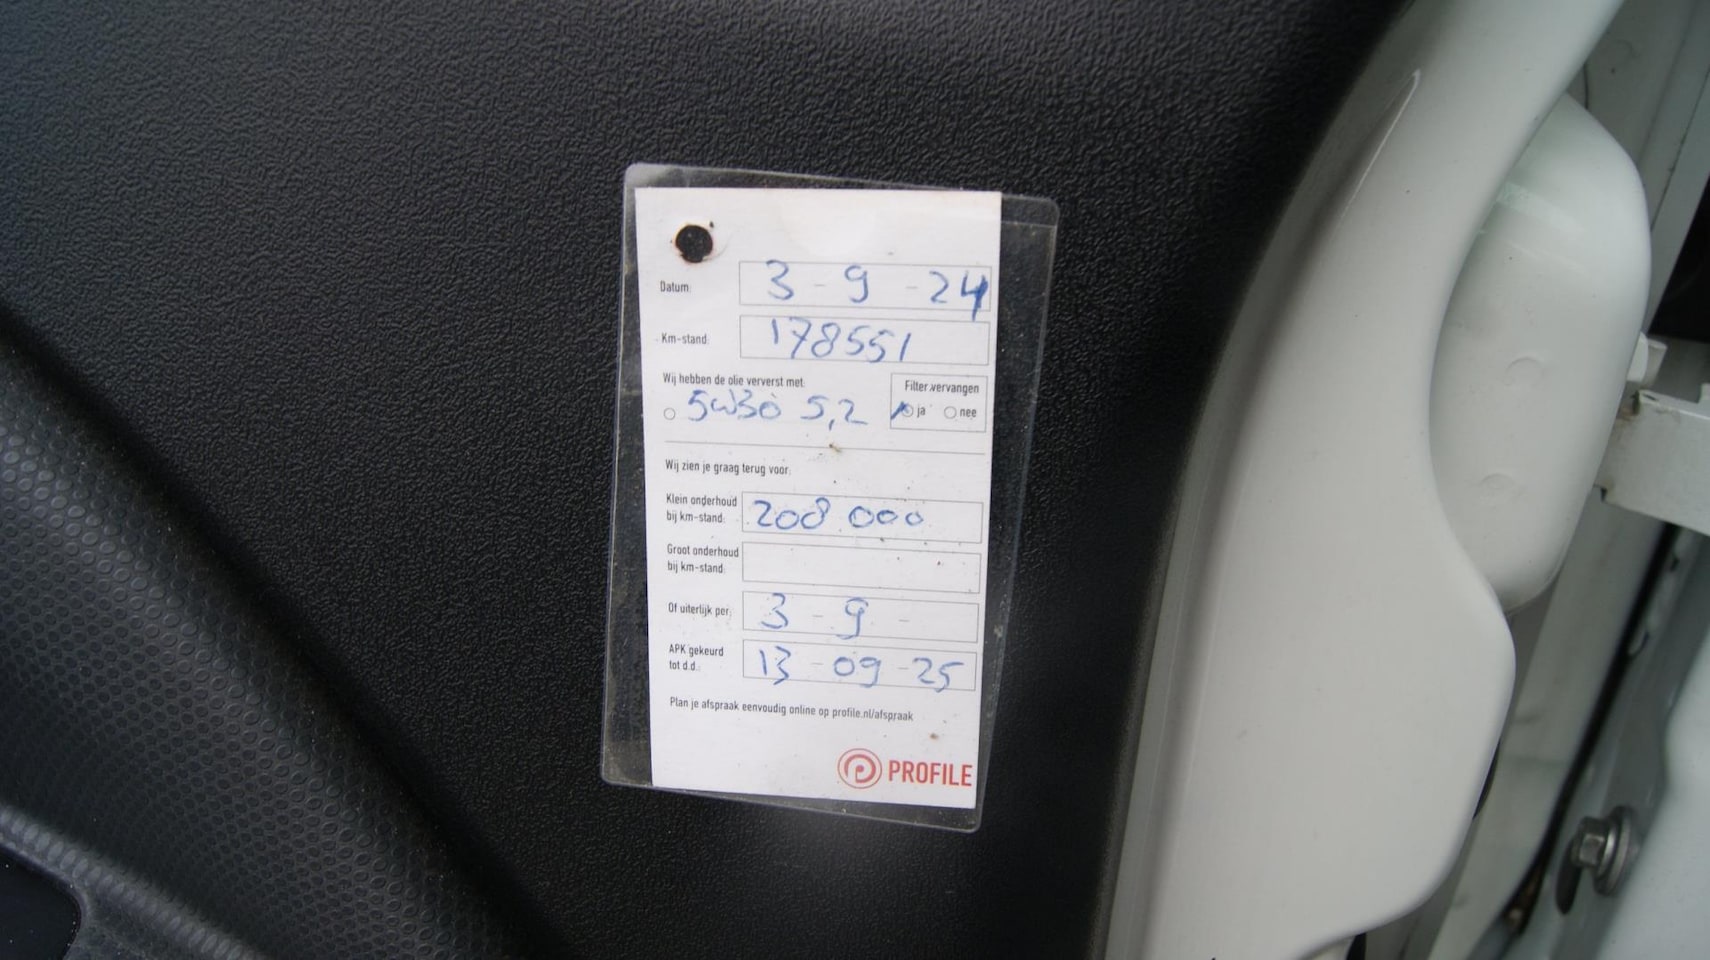 Datum: 3 - 9 - 24
Km-stand: 178551
Wij hebben de olie ververst met:
5w30 5,2
Filter vervangen
ja nee
Wij zien je graag terug voor:
Klein onderhoud
bij km-stand: 208 000
Groot onderhoud
bij km-stand:
Of uiterlijk per: 3 - 9 -
APK gekeurd
tot d.d.: 13 - 09 - 25
Plan je afspraak eenvoudig online op profile.nl/afspraak
PROFILE